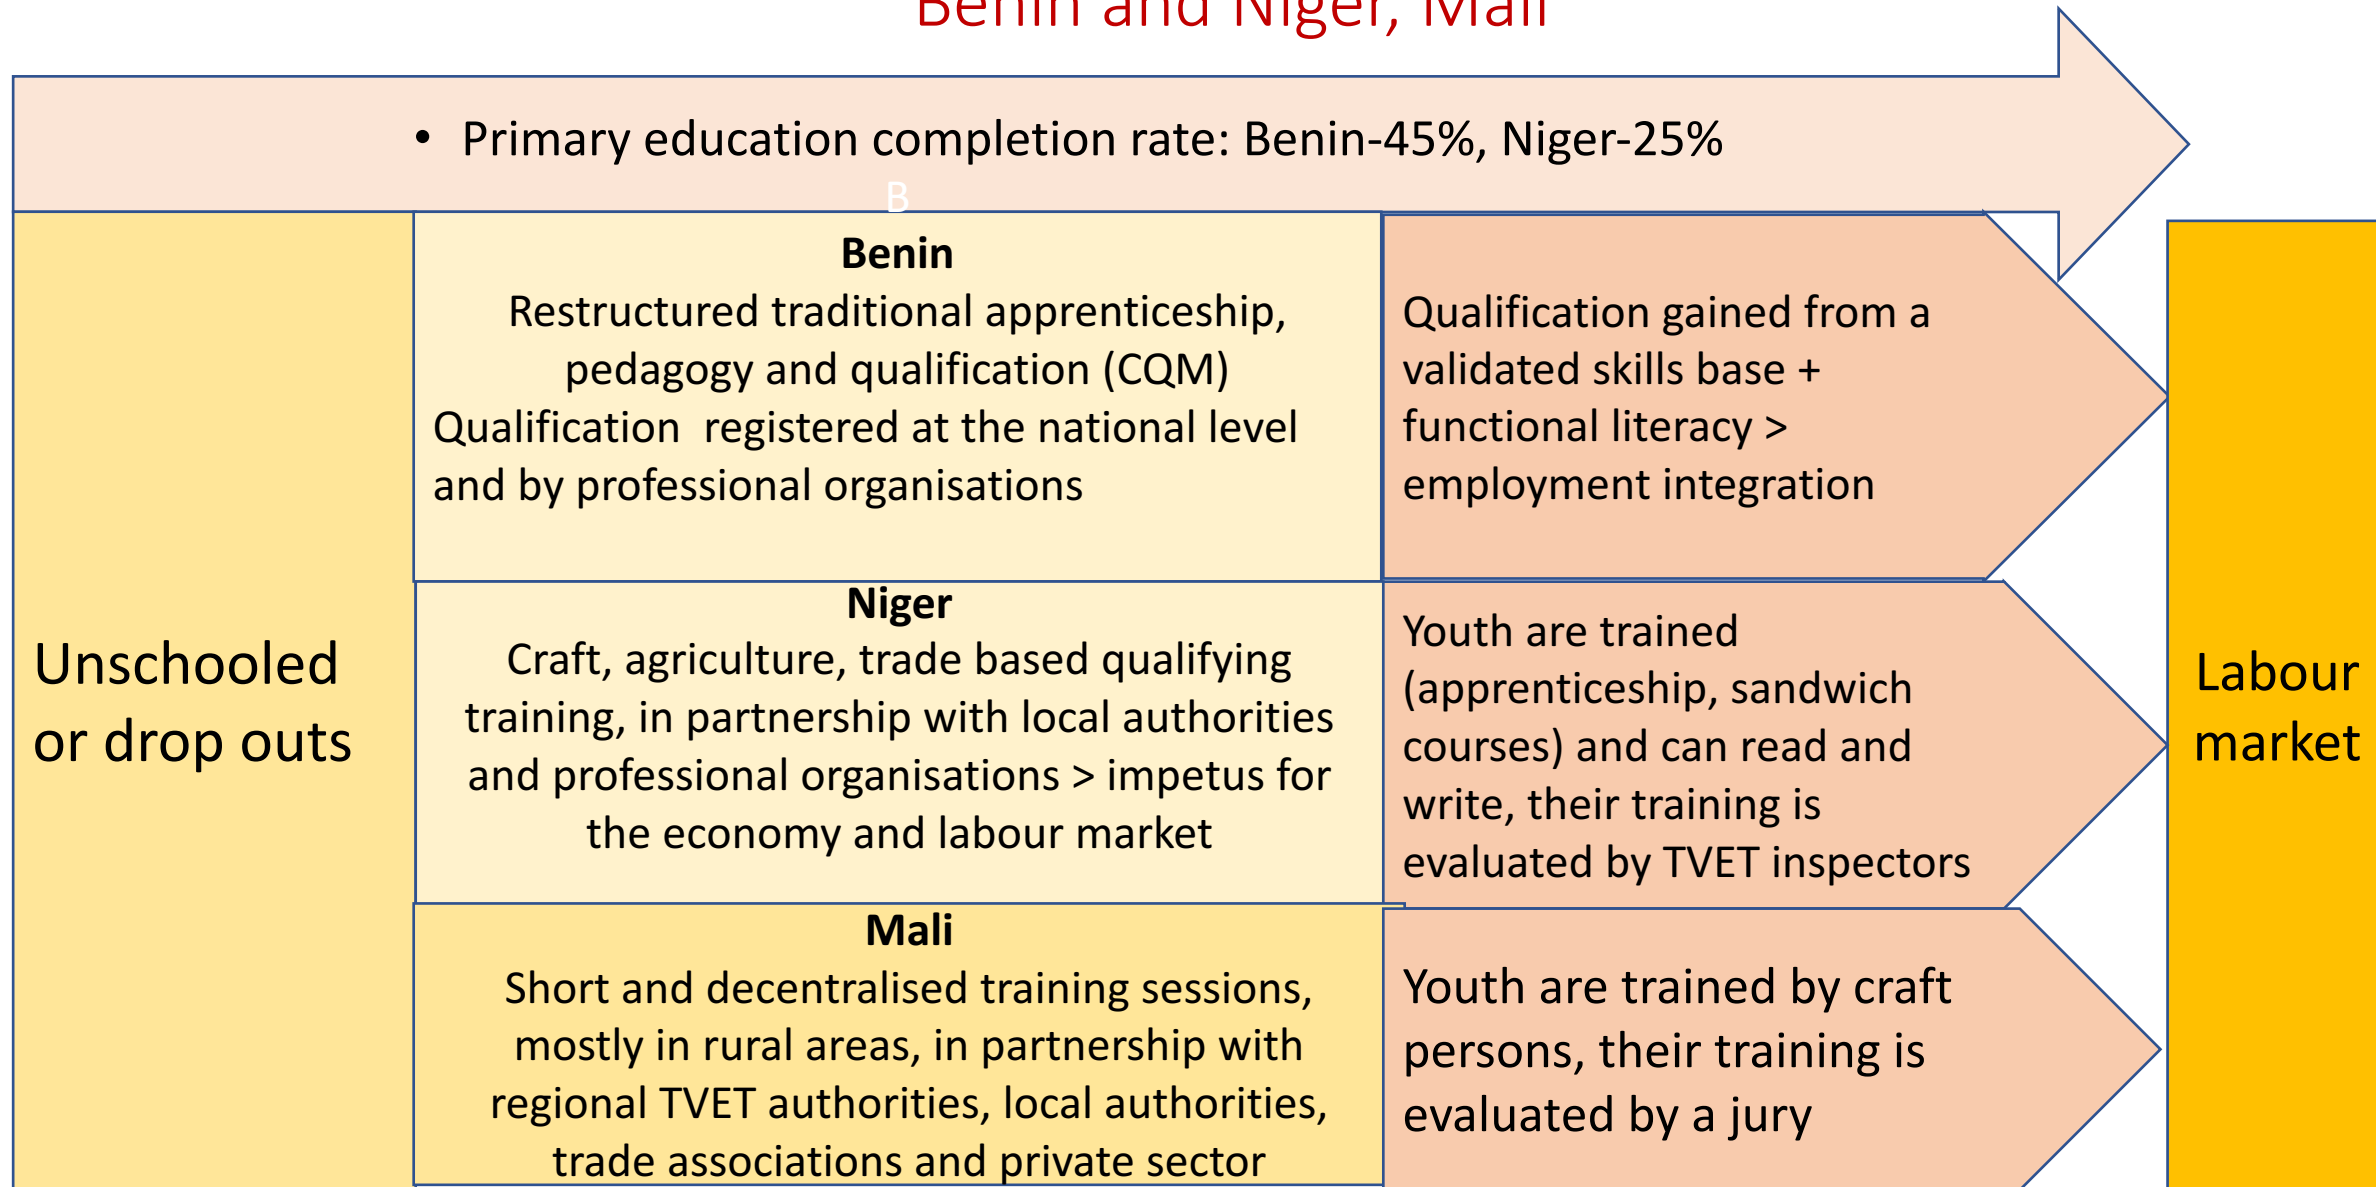 Benin and Niger, Mali
• Primary education completion rate: Benin-45%, Niger-25%
B
Unschooled
or drop outs
Benin
Restructured traditional apprenticeship,
pedagogy and qualification (CQM)
Qualification registered at the national level
and by professional organisations
Qualification gained from a
validated skills base +
functional literacy >
employment integration
Niger
Craft, agriculture, trade based qualifying
training, in partnership with local authorities
and professional organisations > impetus for
the economy and labour market
Youth are trained
(apprenticeship, sandwich
courses) and can read and
write, their training is
evaluated by TVET inspectors
Mali
Short and decentralised training sessions,
mostly in rural areas, in partnership with
regional TVET authorities, local authorities,
trade associations and private sector
Youth are trained by craft
persons, their training is
evaluated by a jury
Labour
market